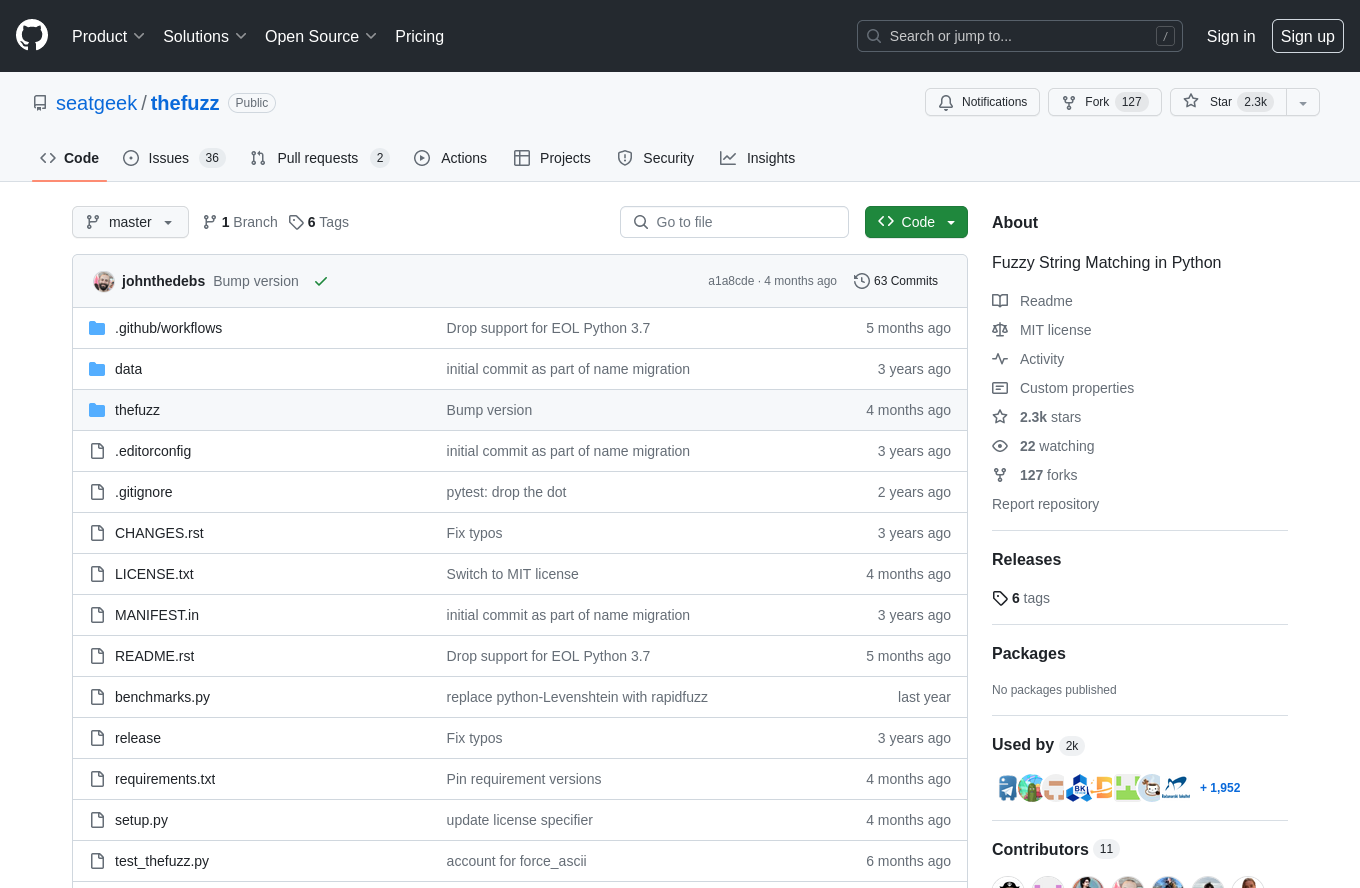 Product Solutions Open Source Pricing Search or jump to... / Sign in Sign up
seatgeek / thefuzz Public Notifications Fork 127 Star 2.3k
Code Issues 36 Pull requests 2 Actions Projects Security Insights
master 1 Branch 6 Tags Go to file Code
johnthedebs Bump version a1a8cde · 4 months ago 63 Commits
.github/workflows Drop support for EOL Python 3.7 5 months ago
data initial commit as part of name migration 3 years ago
thefuzz Bump version 4 months ago
.editorconfig initial commit as part of name migration 3 years ago
.gitignore pytest: drop the dot 2 years ago
CHANGES.rst Fix typos 3 years ago
LICENSE.txt Switch to MIT license 4 months ago
MANIFEST.in initial commit as part of name migration 3 years ago
README.rst Drop support for EOL Python 3.7 5 months ago
benchmarks.py replace python-Levenshtein with rapidfuzz last year
release Fix typos 3 years ago
requirements.txt Pin requirement versions 4 months ago
setup.py update license specifier 4 months ago
test_thefuzz.py account for force_ascii 6 months ago
About
Fuzzy String Matching in Python
Readme
MIT license
Activity
Custom properties
2.3k stars
22 watching
127 forks
Report repository
Releases
6 tags
Packages
No packages published
Used by 2k
BK
+ 1,952
Contributors 11